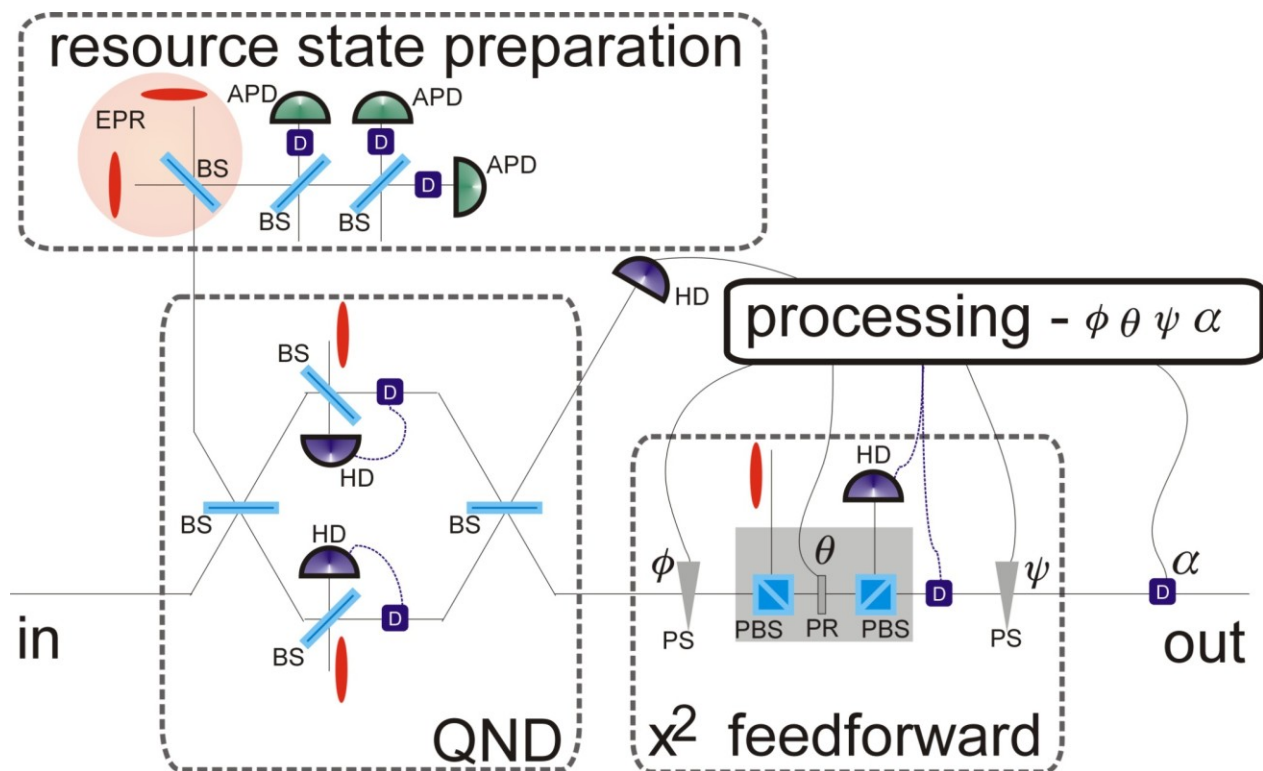 resource state preparation
EPR
BS
APD
D
BS
APD
D
BS
D
APD
HD
processing - ϕ θ ψ α
BS
D
HD
BS
HD
D
BS
BS
in
QND
HD
ϕ
PS
PBS
θ
PR
PBS
D
ψ
PS
α
D
out
x² feedforward